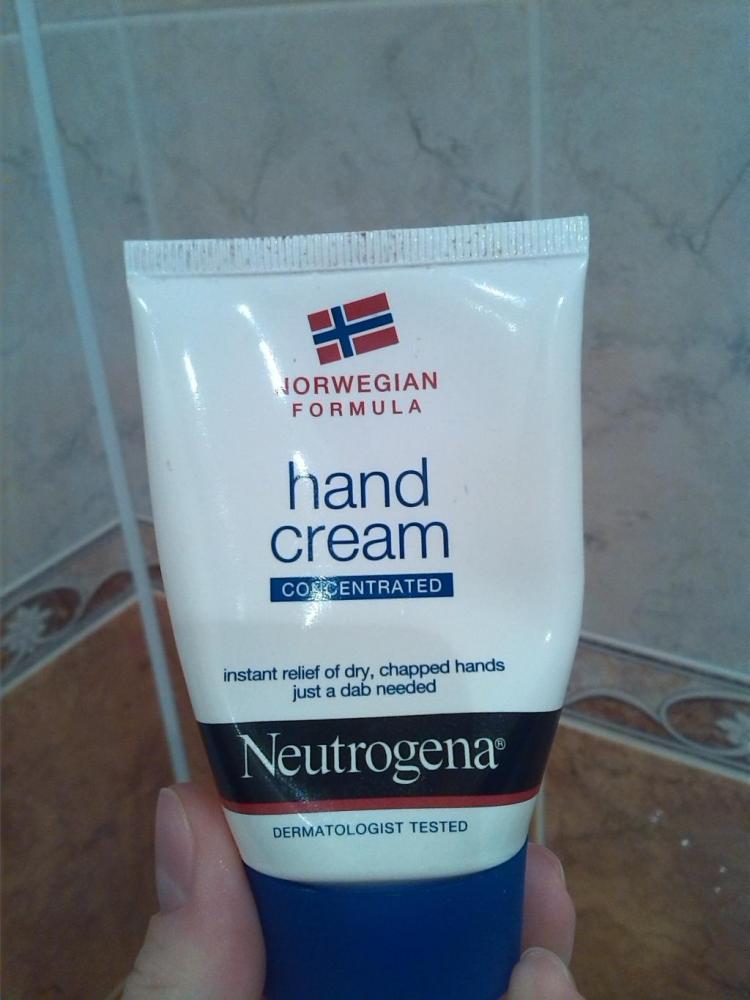 NORWEGIAN
FORMULA
hand
cream
CONCENTRATED
instant relief of dry, chapped hands
just a dab needed
Neutrogena®
DERMATOLOGIST TESTED